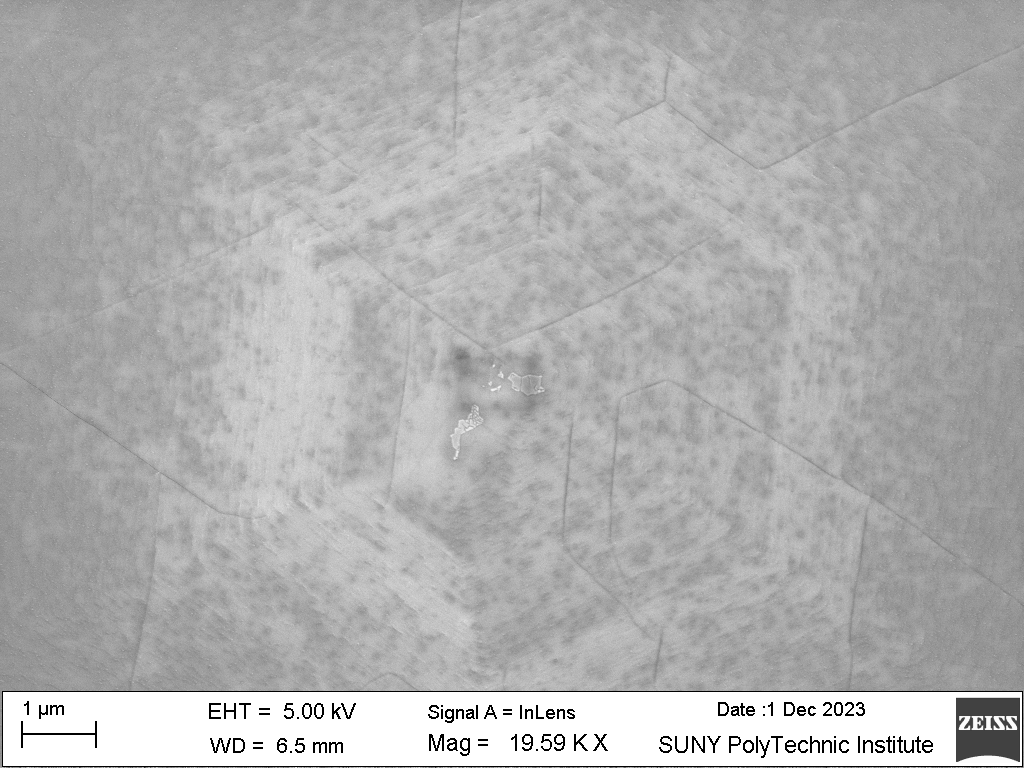 1 µm
EHT = 5.00 kV
Signal A = InLens
Date :1 Dec 2023
WD = 6.5 mm
Mag = 19.59 K X
SUNY PolyTechnic Institute
ZEISS